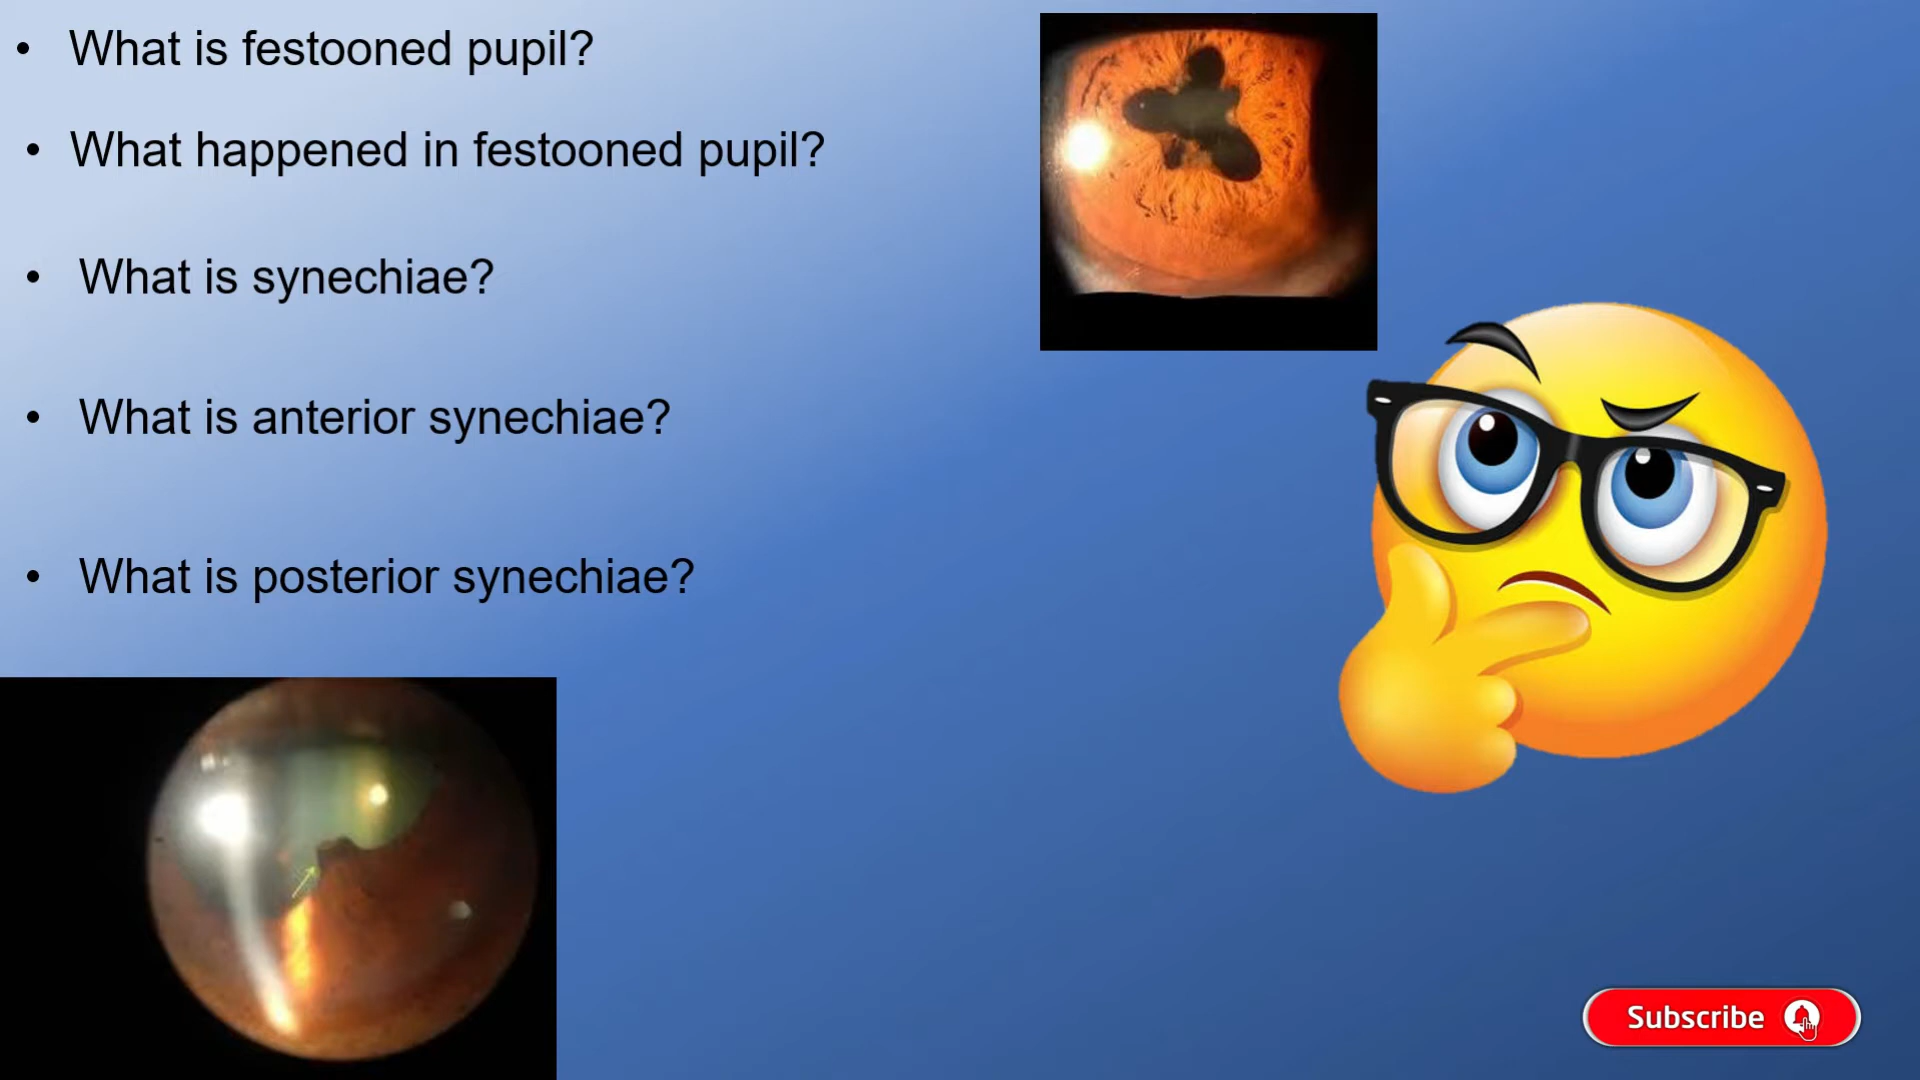 • What is festooned pupil?
• What happened in festooned pupil?
• What is synechiae?
• What is anterior synechiae?
• What is posterior synechiae?
Subscribe